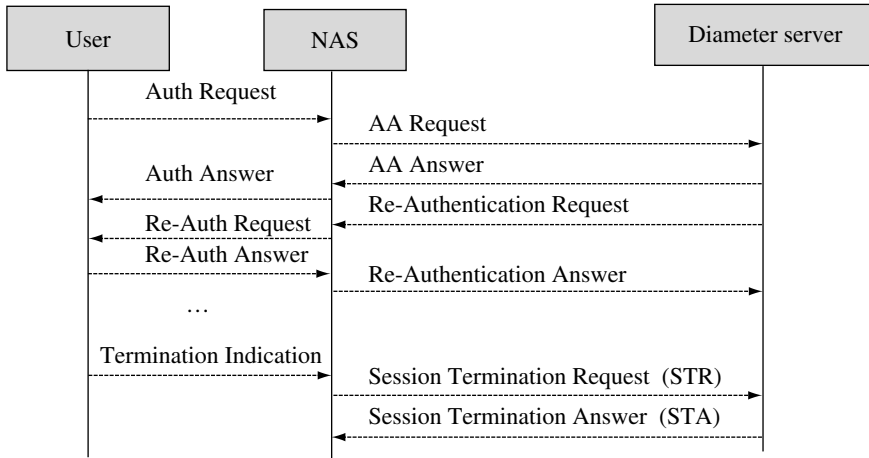 User
NAS
Diameter server
Auth Request
AA Request
AA Answer
Auth Answer
Re-Authentication Request
Re-Auth Request
Re-Auth Answer
Re-Authentication Answer
…
Termination Indication
Session Termination Request (STR)
Session Termination Answer (STA)